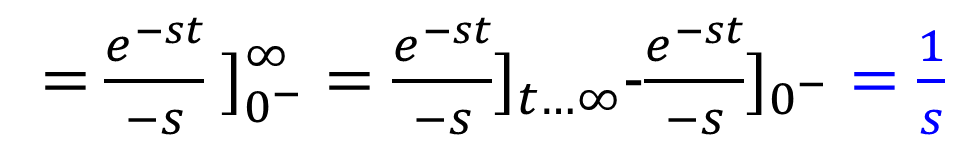 = e^{-st}/-s ]_{0^-}^{∞} = e^{-st}/-s ]_{t…∞} - e^{-st}/-s ]_{0^-} = 1/s